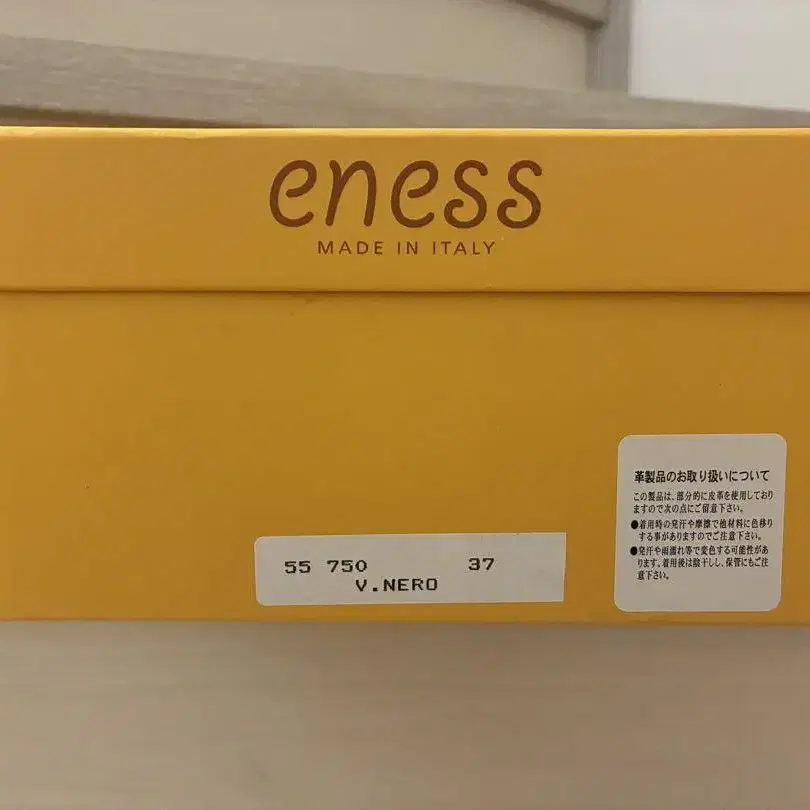 eness
MADE IN ITALY
55 750 37
V.NERO
革製品のお取り扱いについて
この製品は、部分的に皮革を使用しており
ますので次の点にご留意下さい。
●着用時の発汗や摩擦で他材料に色移り
する事がありますのでご注意下さい。
●発汗や雨濡れ等で変色する可能性があ
ります。着用後は陰干しし、保管にもご注
意下さい。